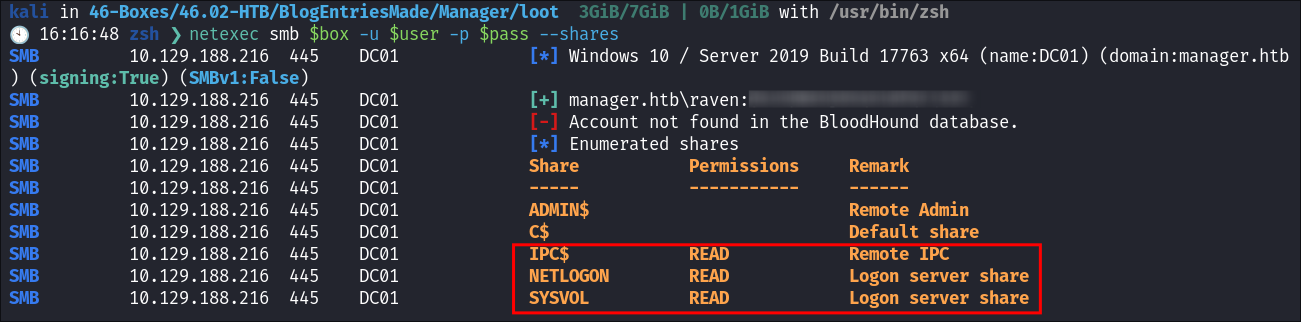 kali in 46-Boxes/46.02-HTB/BlogEntriesMade/Manager/loot 3GiB/7GiB | 0B/1GiB with /usr/bin/zsh
🕙 16:16:48 zsh ❯ netexec smb $box -u $user -p $pass --shares
SMB 10.129.188.216 445 DC01 [*] Windows 10 / Server 2019 Build 17763 x64 (name:DC01) (domain:manager.htb
) (signing:True) (SMBv1:False)
SMB 10.129.188.216 445 DC01 [+] manager.htb\raven:
SMB 10.129.188.216 445 DC01 [-] Account not found in the BloodHound database.
SMB 10.129.188.216 445 DC01 [*] Enumerated shares
SMB 10.129.188.216 445 DC01 Share Permissions Remark
SMB 10.129.188.216 445 DC01 ----- ----------- ------
SMB 10.129.188.216 445 DC01 ADMIN$ Remote Admin
SMB 10.129.188.216 445 DC01 C$ Default share
SMB 10.129.188.216 445 DC01 IPC$ READ Remote IPC
SMB 10.129.188.216 445 DC01 NETLOGON READ Logon server share
SMB 10.129.188.216 445 DC01 SYSVOL READ Logon server share